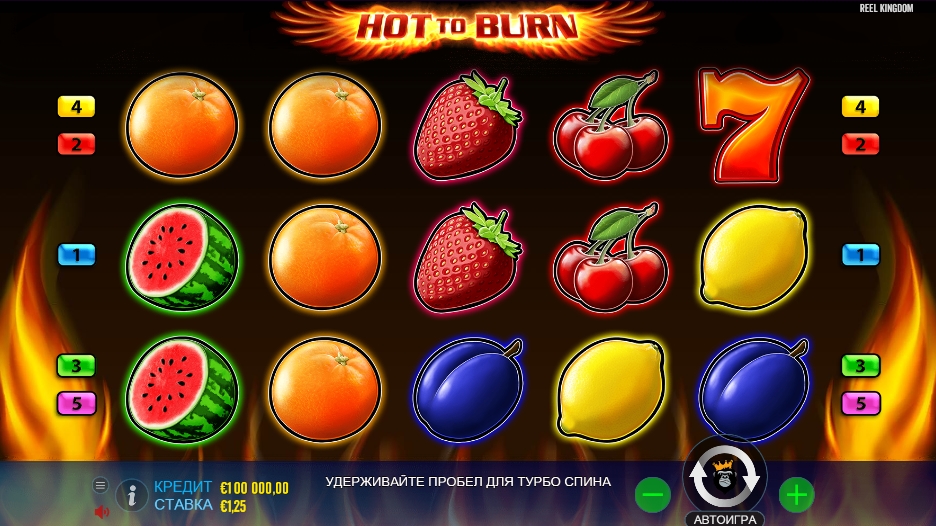 REEL KINGDOM
HOT TO BURN
4
4
2
2
7
1
1
3
3
5
5
КРЕДИТ €100 000,00
СТАВКА €1,25
УДЕРЖИВАЙТЕ ПРОБЕЛ ДЛЯ ТУРБО СПИНА
АВТОИГРА